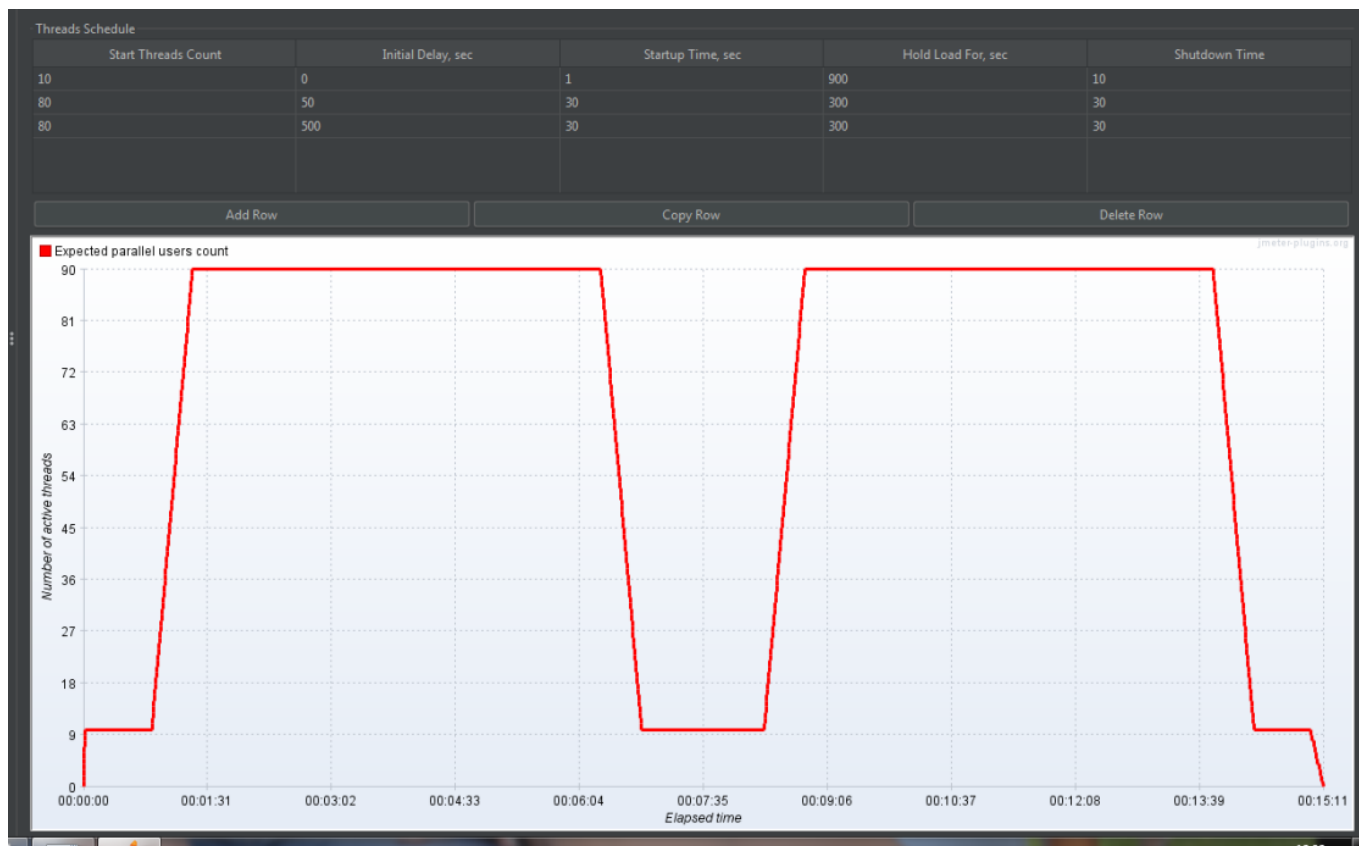 Threads Schedule
Start Threads Count Initial Delay, sec Startup Time, sec Hold Load For, sec Shutdown Time
10 0 1 900 10
80 50 30 300 30
80 500 30 300 30
Add Row Copy Row Delete Row
Expected parallel users count
jmeter-plugins.org
90
81
72
63
54
45
36
27
18
9
0
Number of active threads
00:00:00 00:01:31 00:03:02 00:04:33 00:06:04 00:07:35 00:09:06 00:10:37 00:12:08 00:13:39 00:15:11
Elapsed time